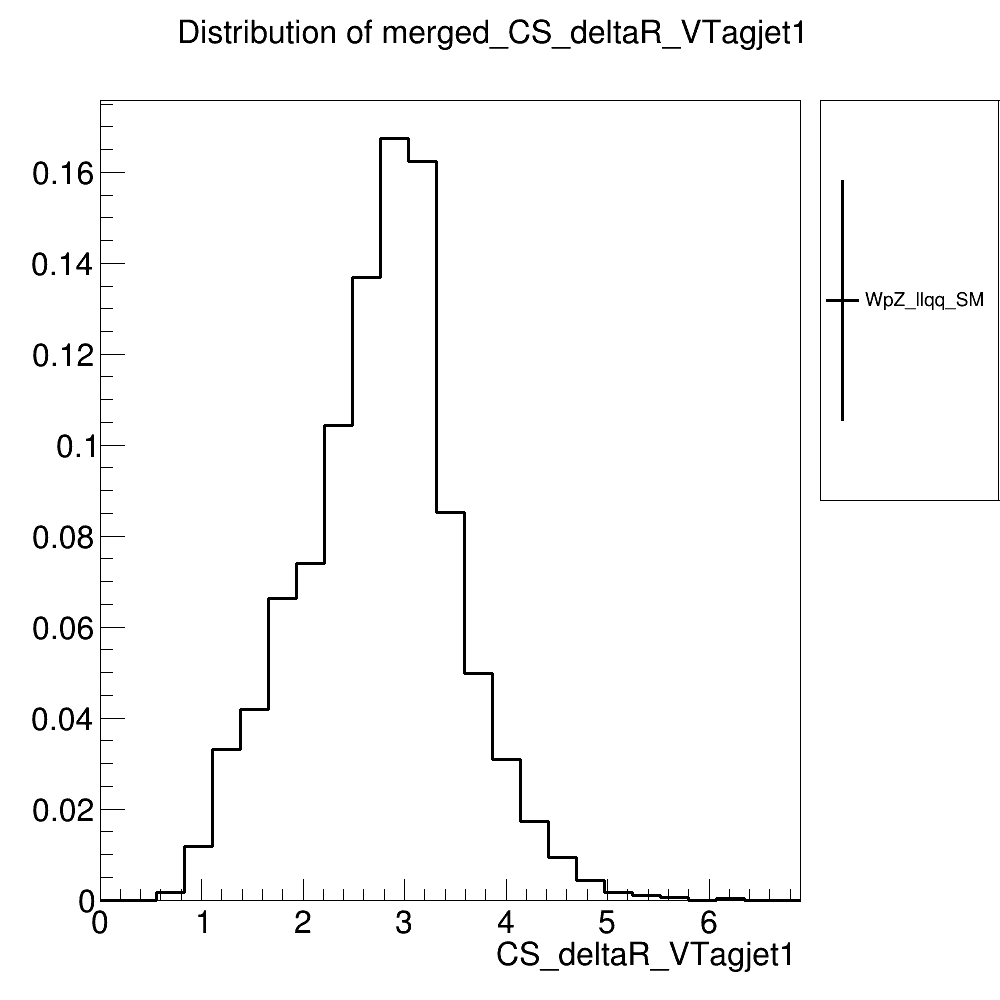 Distribution of merged_CS_deltaR_VTagjet1
0.16
0.14
0.12
0.1
0.08
0.06
0.04
0.02
0
0 1 2 3 4 5 6
CS_deltaR_VTagjet1
WpZ_llqq_SM